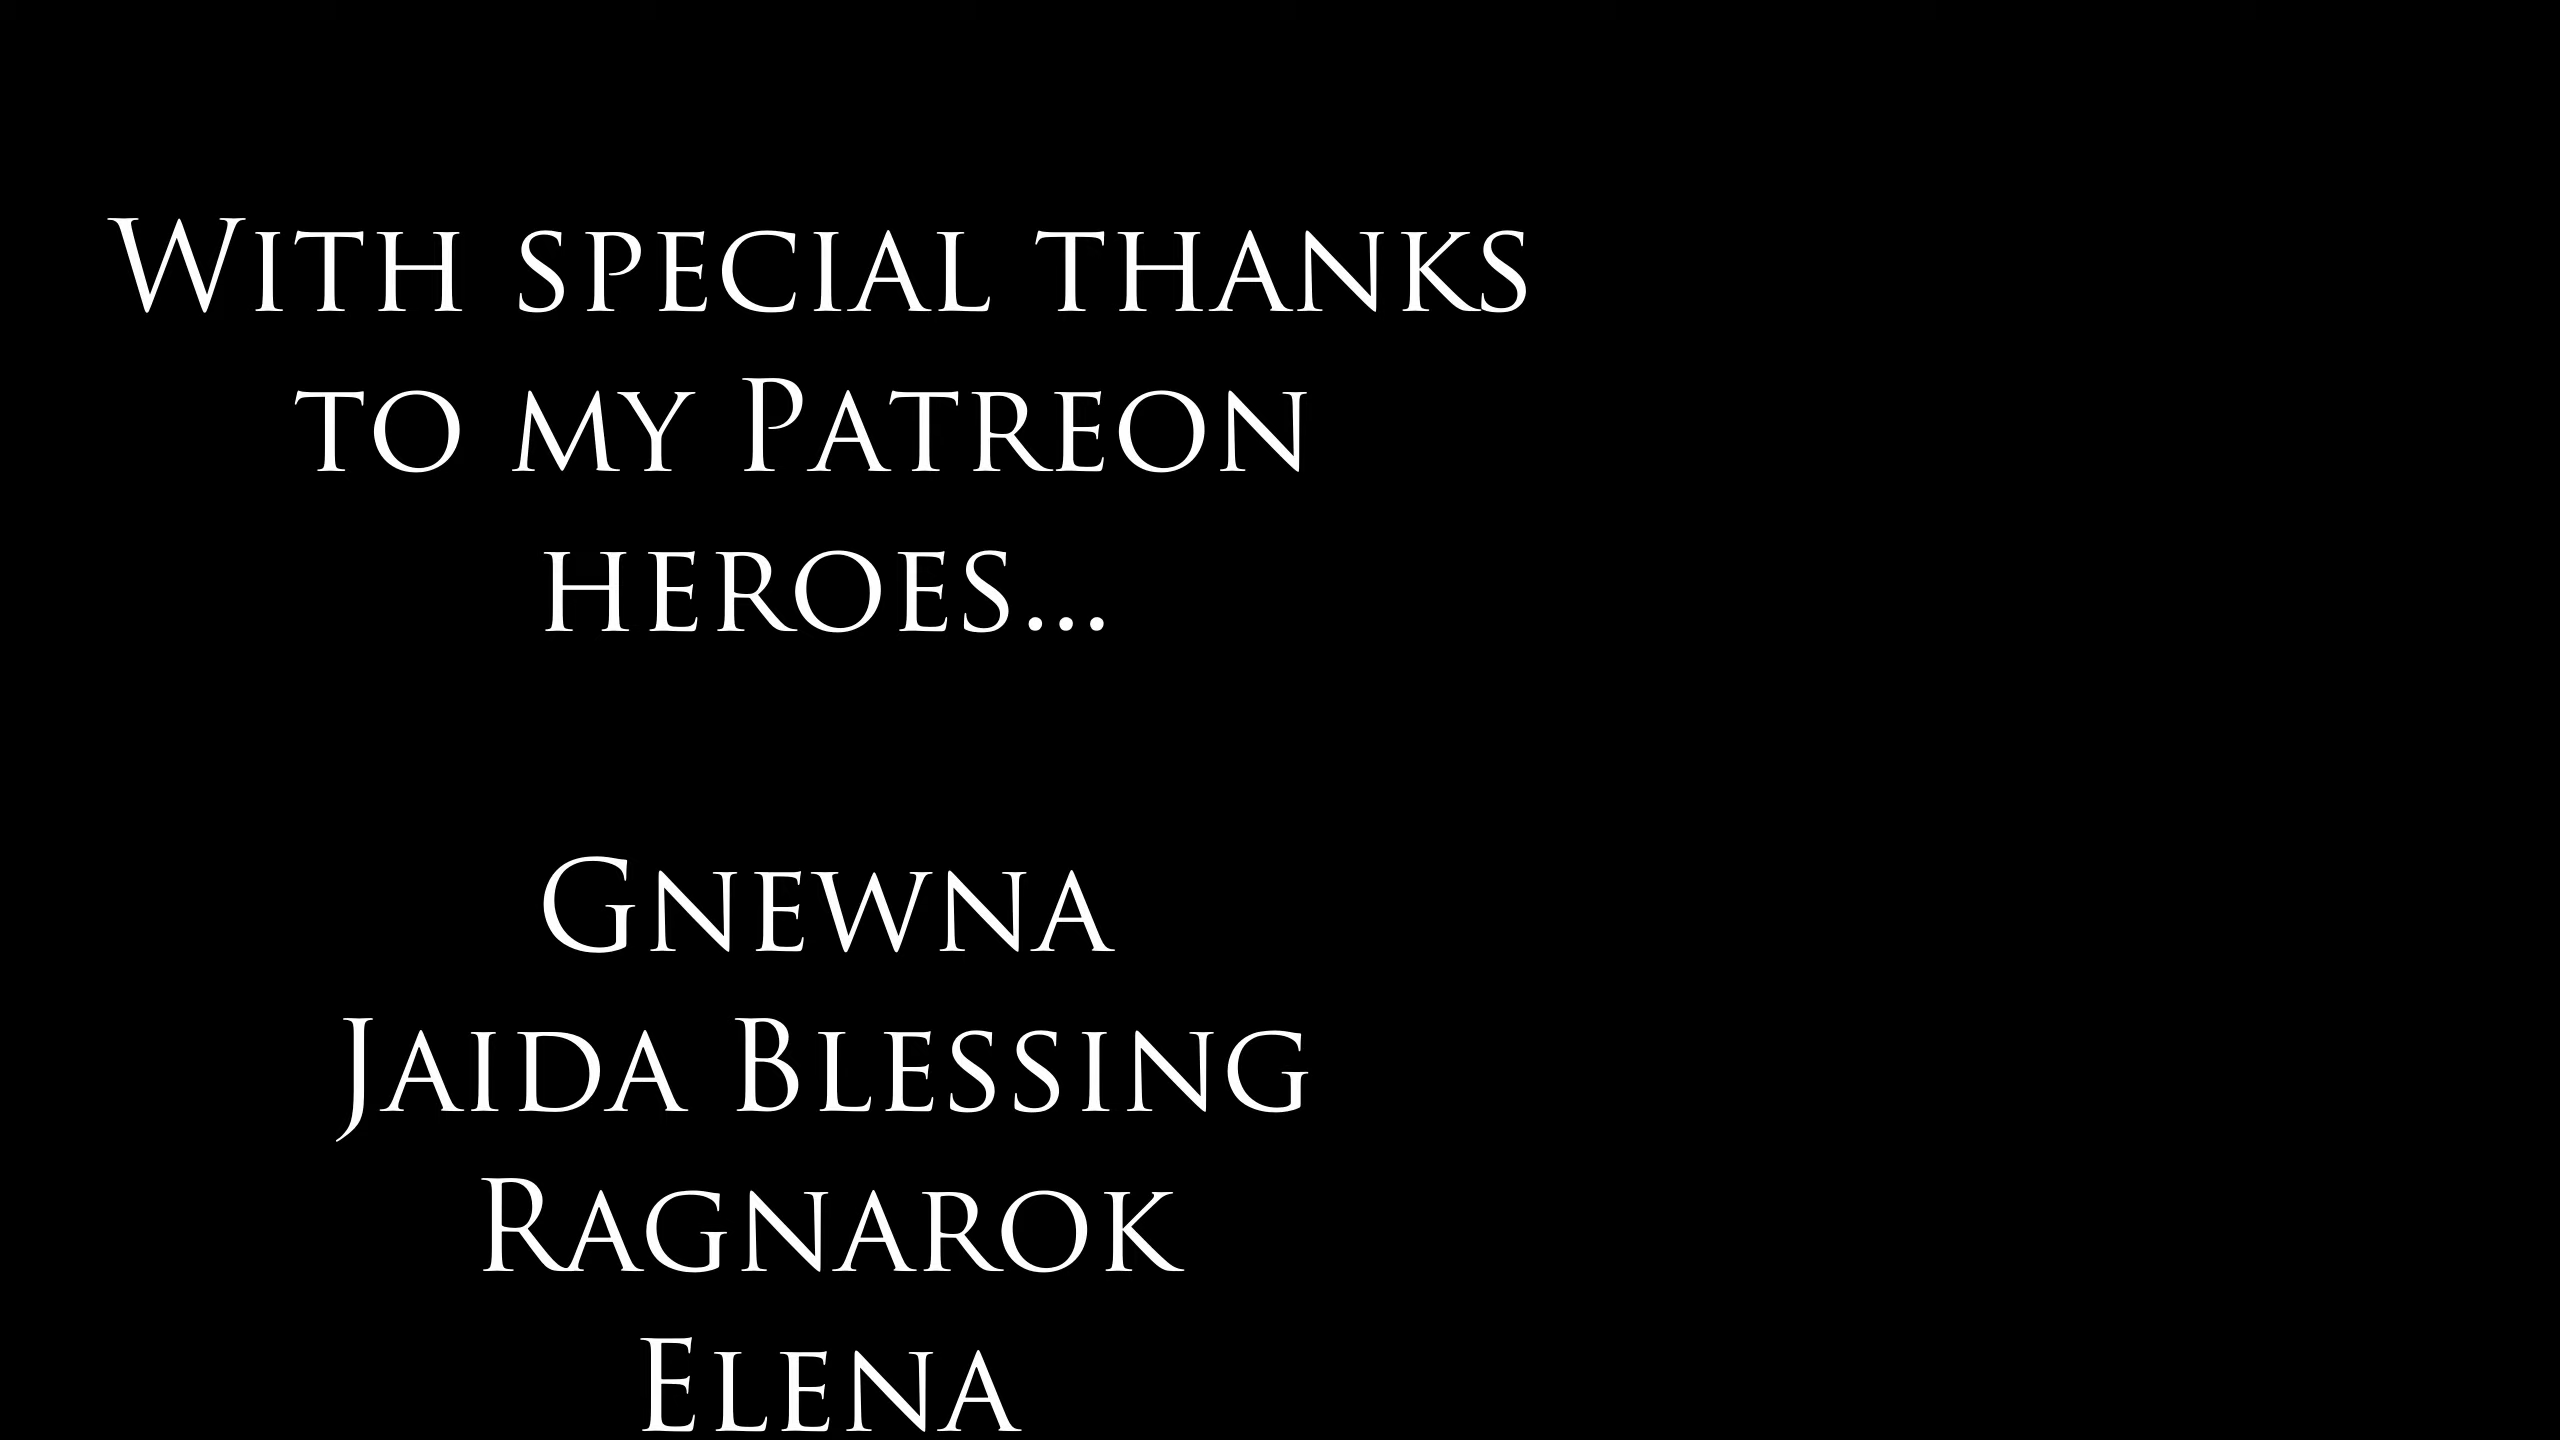 With special thanks
to my Patreon
heroes...
Gnewna
Jaida Blessing
Ragnarok
Elena